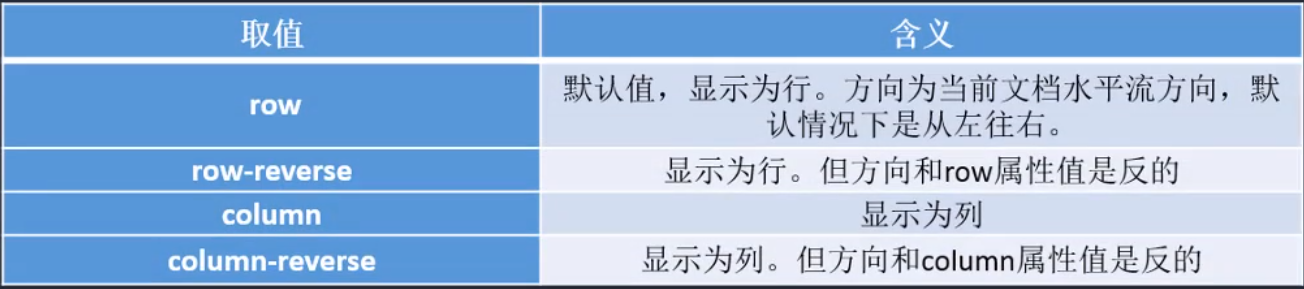 取值
含义
row
默认值，显示为行。方向为当前文档水平流方向，默
认情况下是从左往右。
row-reverse
显示为行。但方向和row属性值是反的
column
显示为列
column-reverse
显示为列。但方向和column属性值是反的